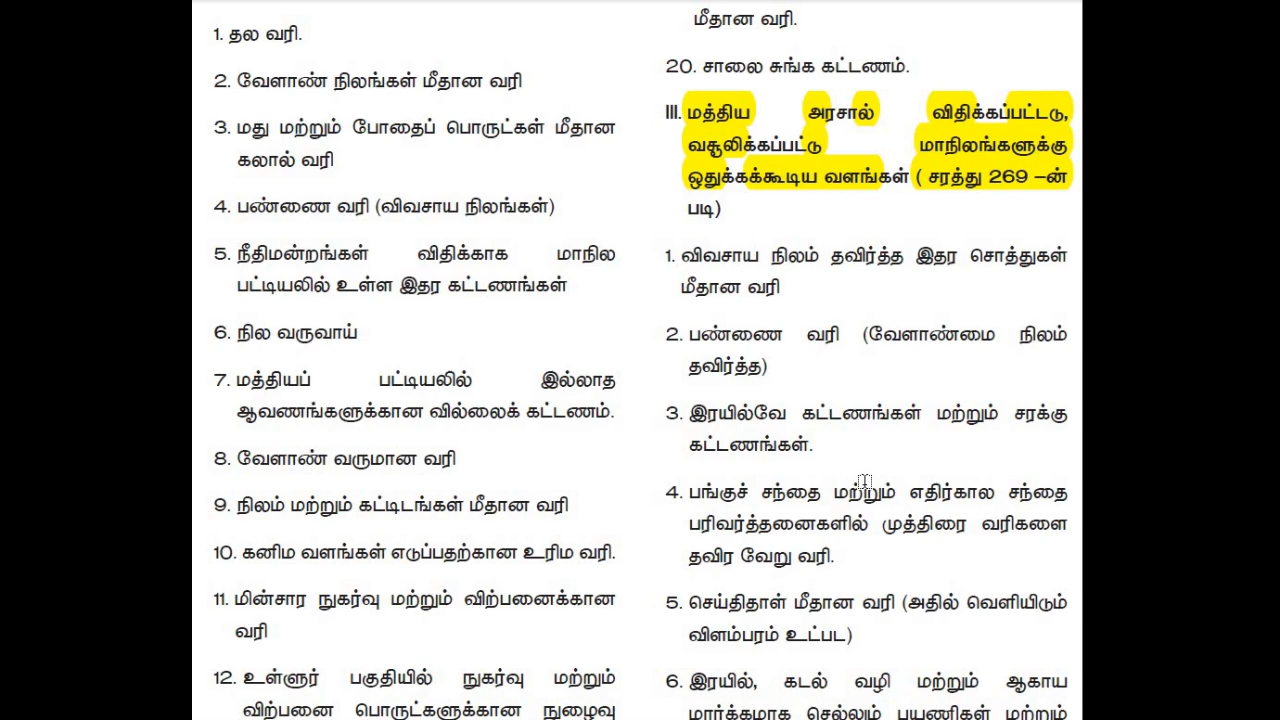 1. தல வரி.
2. வேளாண் நிலங்கள் மீதான வரி
3. மது மற்றும் போதைப் பொருட்கள் மீதான
கலால் வரி
4. பண்ணை வரி (விவசாய நிலங்கள்)
5. நீதிமன்றங்கள் விதிக்காக மாநில
பட்டியலில் உள்ள இதர கட்டணங்கள்
6. நில வருவாய்
7. மத்தியப் பட்டியலில் இல்லாத
ஆவணங்களுக்கான வில்லைக் கட்டணம்.
8. வேளாண் வருமான வரி
9. நிலம் மற்றும் கட்டிடங்கள் மீதான வரி
10. கனிம வளங்கள் எடுப்பதற்கான உரிம வரி.
11. மின்சார நுகர்வு மற்றும் விற்பனைக்கான
வரி
12. உள்ளுர் பகுதியில் நுகர்வு மற்றும்
விற்பனை பொருட்களுக்கான நுழைவு
மீதான வரி.
20. சாலை சுங்க கட்டணம்.
III. மத்திய அரசால் விதிக்கப்பட்டடு,
வசூலிக்கப்பட்டு மாநிலங்களுக்கு
ஒதுக்கக்கூடிய வளங்கள் ( சரத்து 269 –ன்
படி)
1. விவசாய நிலம் தவிர்த்த இதர சொத்துகள்
மீதான வரி
2. பண்ணை வரி (வேளாண்மை நிலம்
தவிர்த்த)
3. இரயில்வே கட்டணங்கள் மற்றும் சரக்கு
கட்டணங்கள்.
4. பங்குச் சந்தை மற்றும் எதிர்கால சந்தை
பரிவர்த்தனைகளில் முத்திரை வரிகளை
தவிர வேறு வரி.
5. செய்திதாள் மீதான வரி (அதில் வெளியிடும்
விளம்பரம் உட்பட)
6. இரயில், கடல் வழி மற்றும் ஆகாய
மார்க்கமாக செல்லும் பயணிகள் மற்றும்